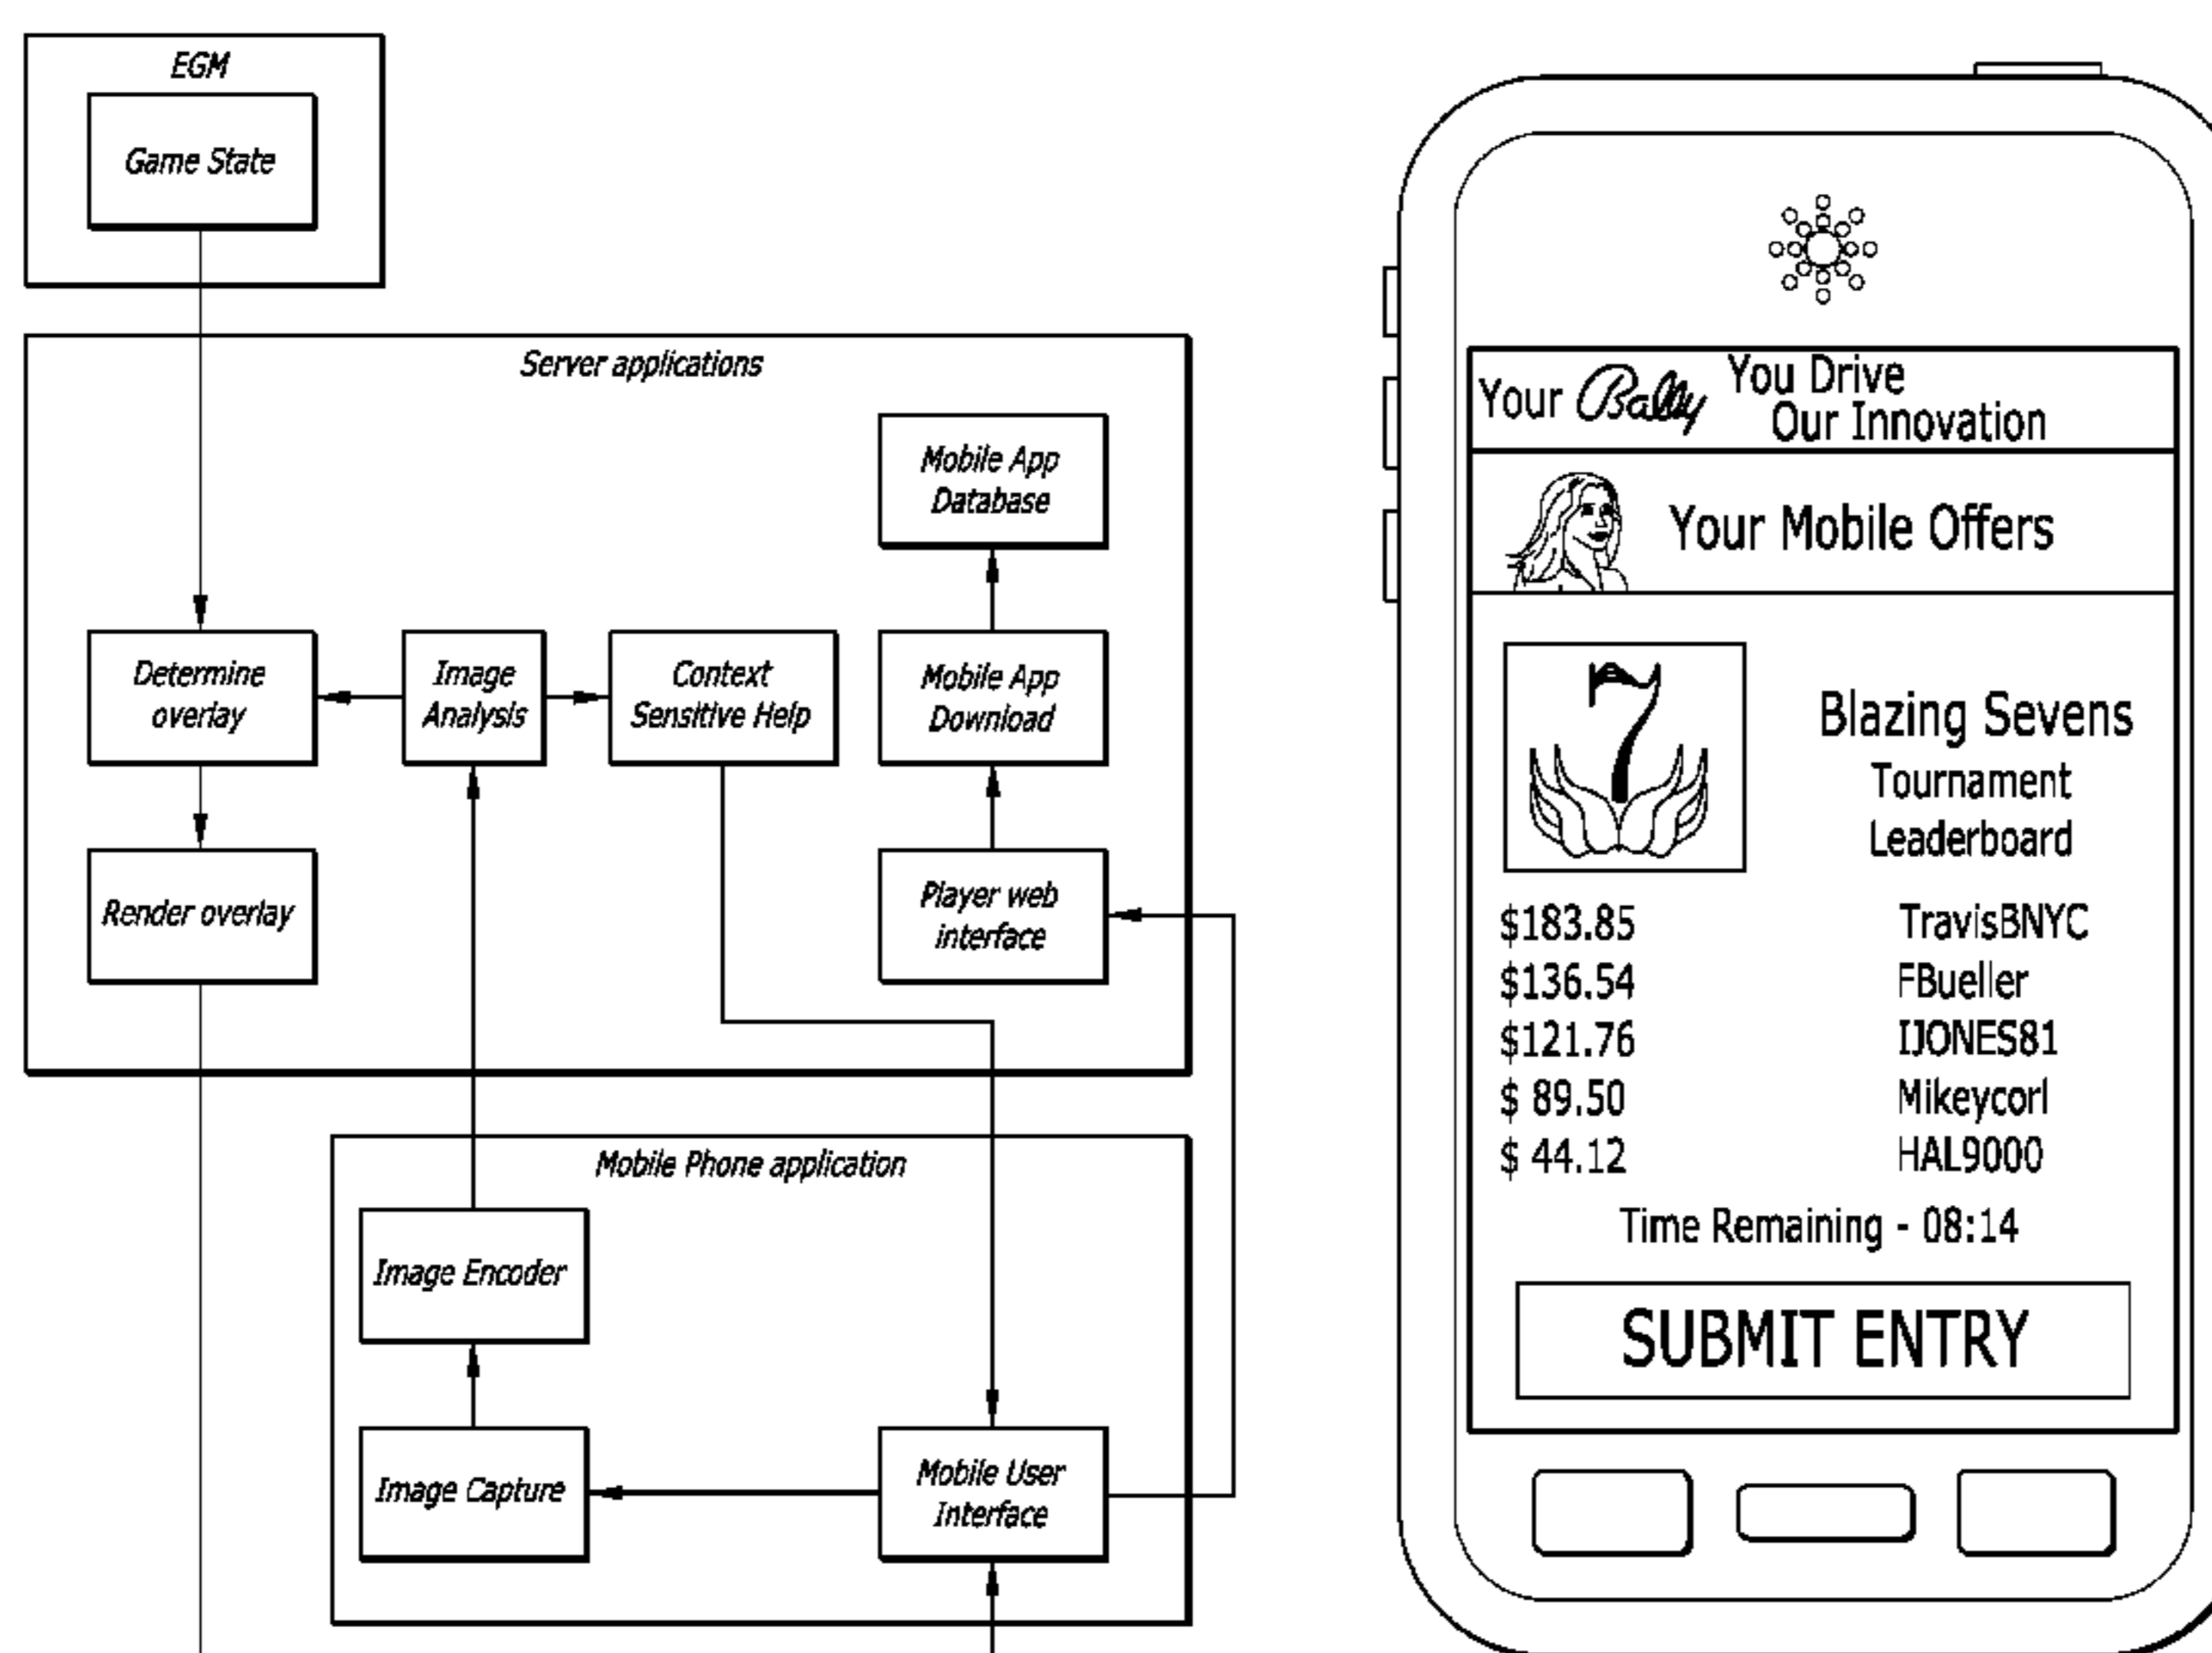 EGM
Game State
Server applications
Mobile App
Database
Determine
overlay
Image
Analysis
Context
Sensitive Help
Mobile App
Download
Render overlay
Player web
interface
Mobile Phone application
Image Encoder
Image Capture
Mobile User
Interface
Your Bally You Drive
Our Innovation
Your Mobile Offers
7
Blazing Sevens
Tournament
Leaderboard
$183.85 TravisBNYC
$136.54 FBueller
$121.76 IJONES81
$ 89.50 Mikeycorl
$ 44.12 HAL9000
Time Remaining - 08:14
SUBMIT ENTRY